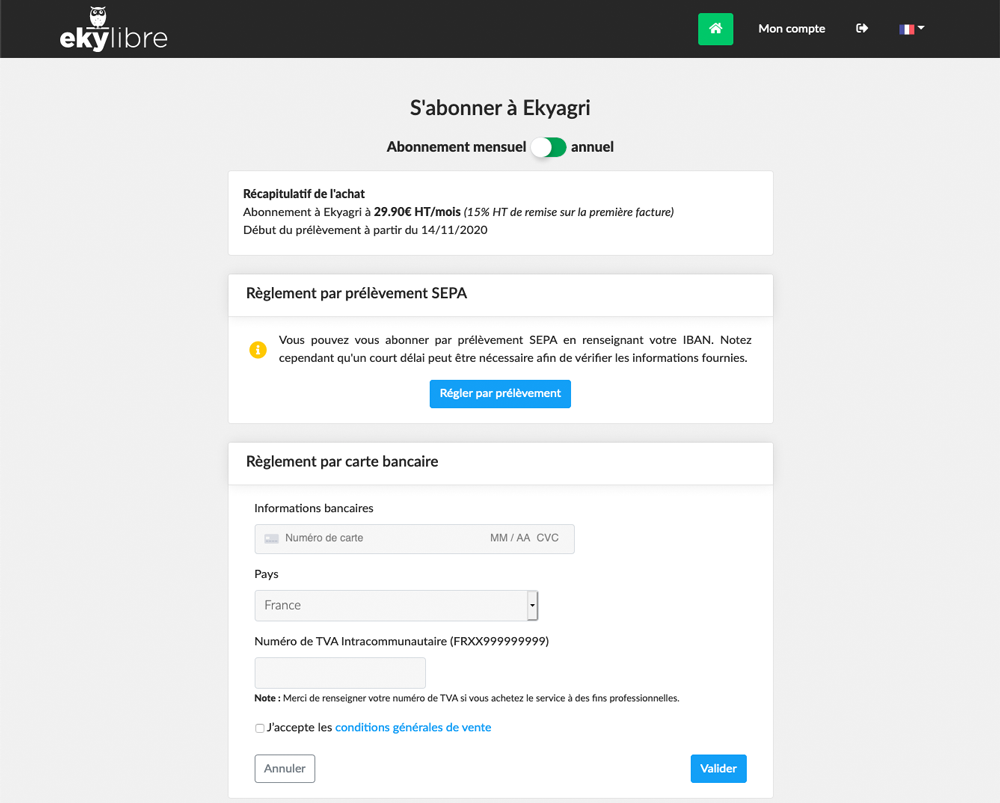 ekylibre
Mon compte
S'abonner à Ekyagri
Abonnement mensuel annuel
Récapitulatif de l'achat
Abonnement à Ekyagri à 29.90€ HT/mois (15% HT de remise sur la première facture)
Début du prélèvement à partir du 14/11/2020
Règlement par prélèvement SEPA
Vous pouvez vous abonner par prélèvement SEPA en renseignant votre IBAN. Notez
cependant qu'un court délai peut être nécessaire afin de vérifier les informations fournies.
Régler par prélèvement
Règlement par carte bancaire
Informations bancaires
Numéro de carte MM / AA CVC
Pays
France
Numéro de TVA Intracommunautaire (FRXX999999999)
Note : Merci de renseigner votre numéro de TVA si vous achetez le service à des fins professionnelles.
J'accepte les conditions générales de vente
Annuler Valider